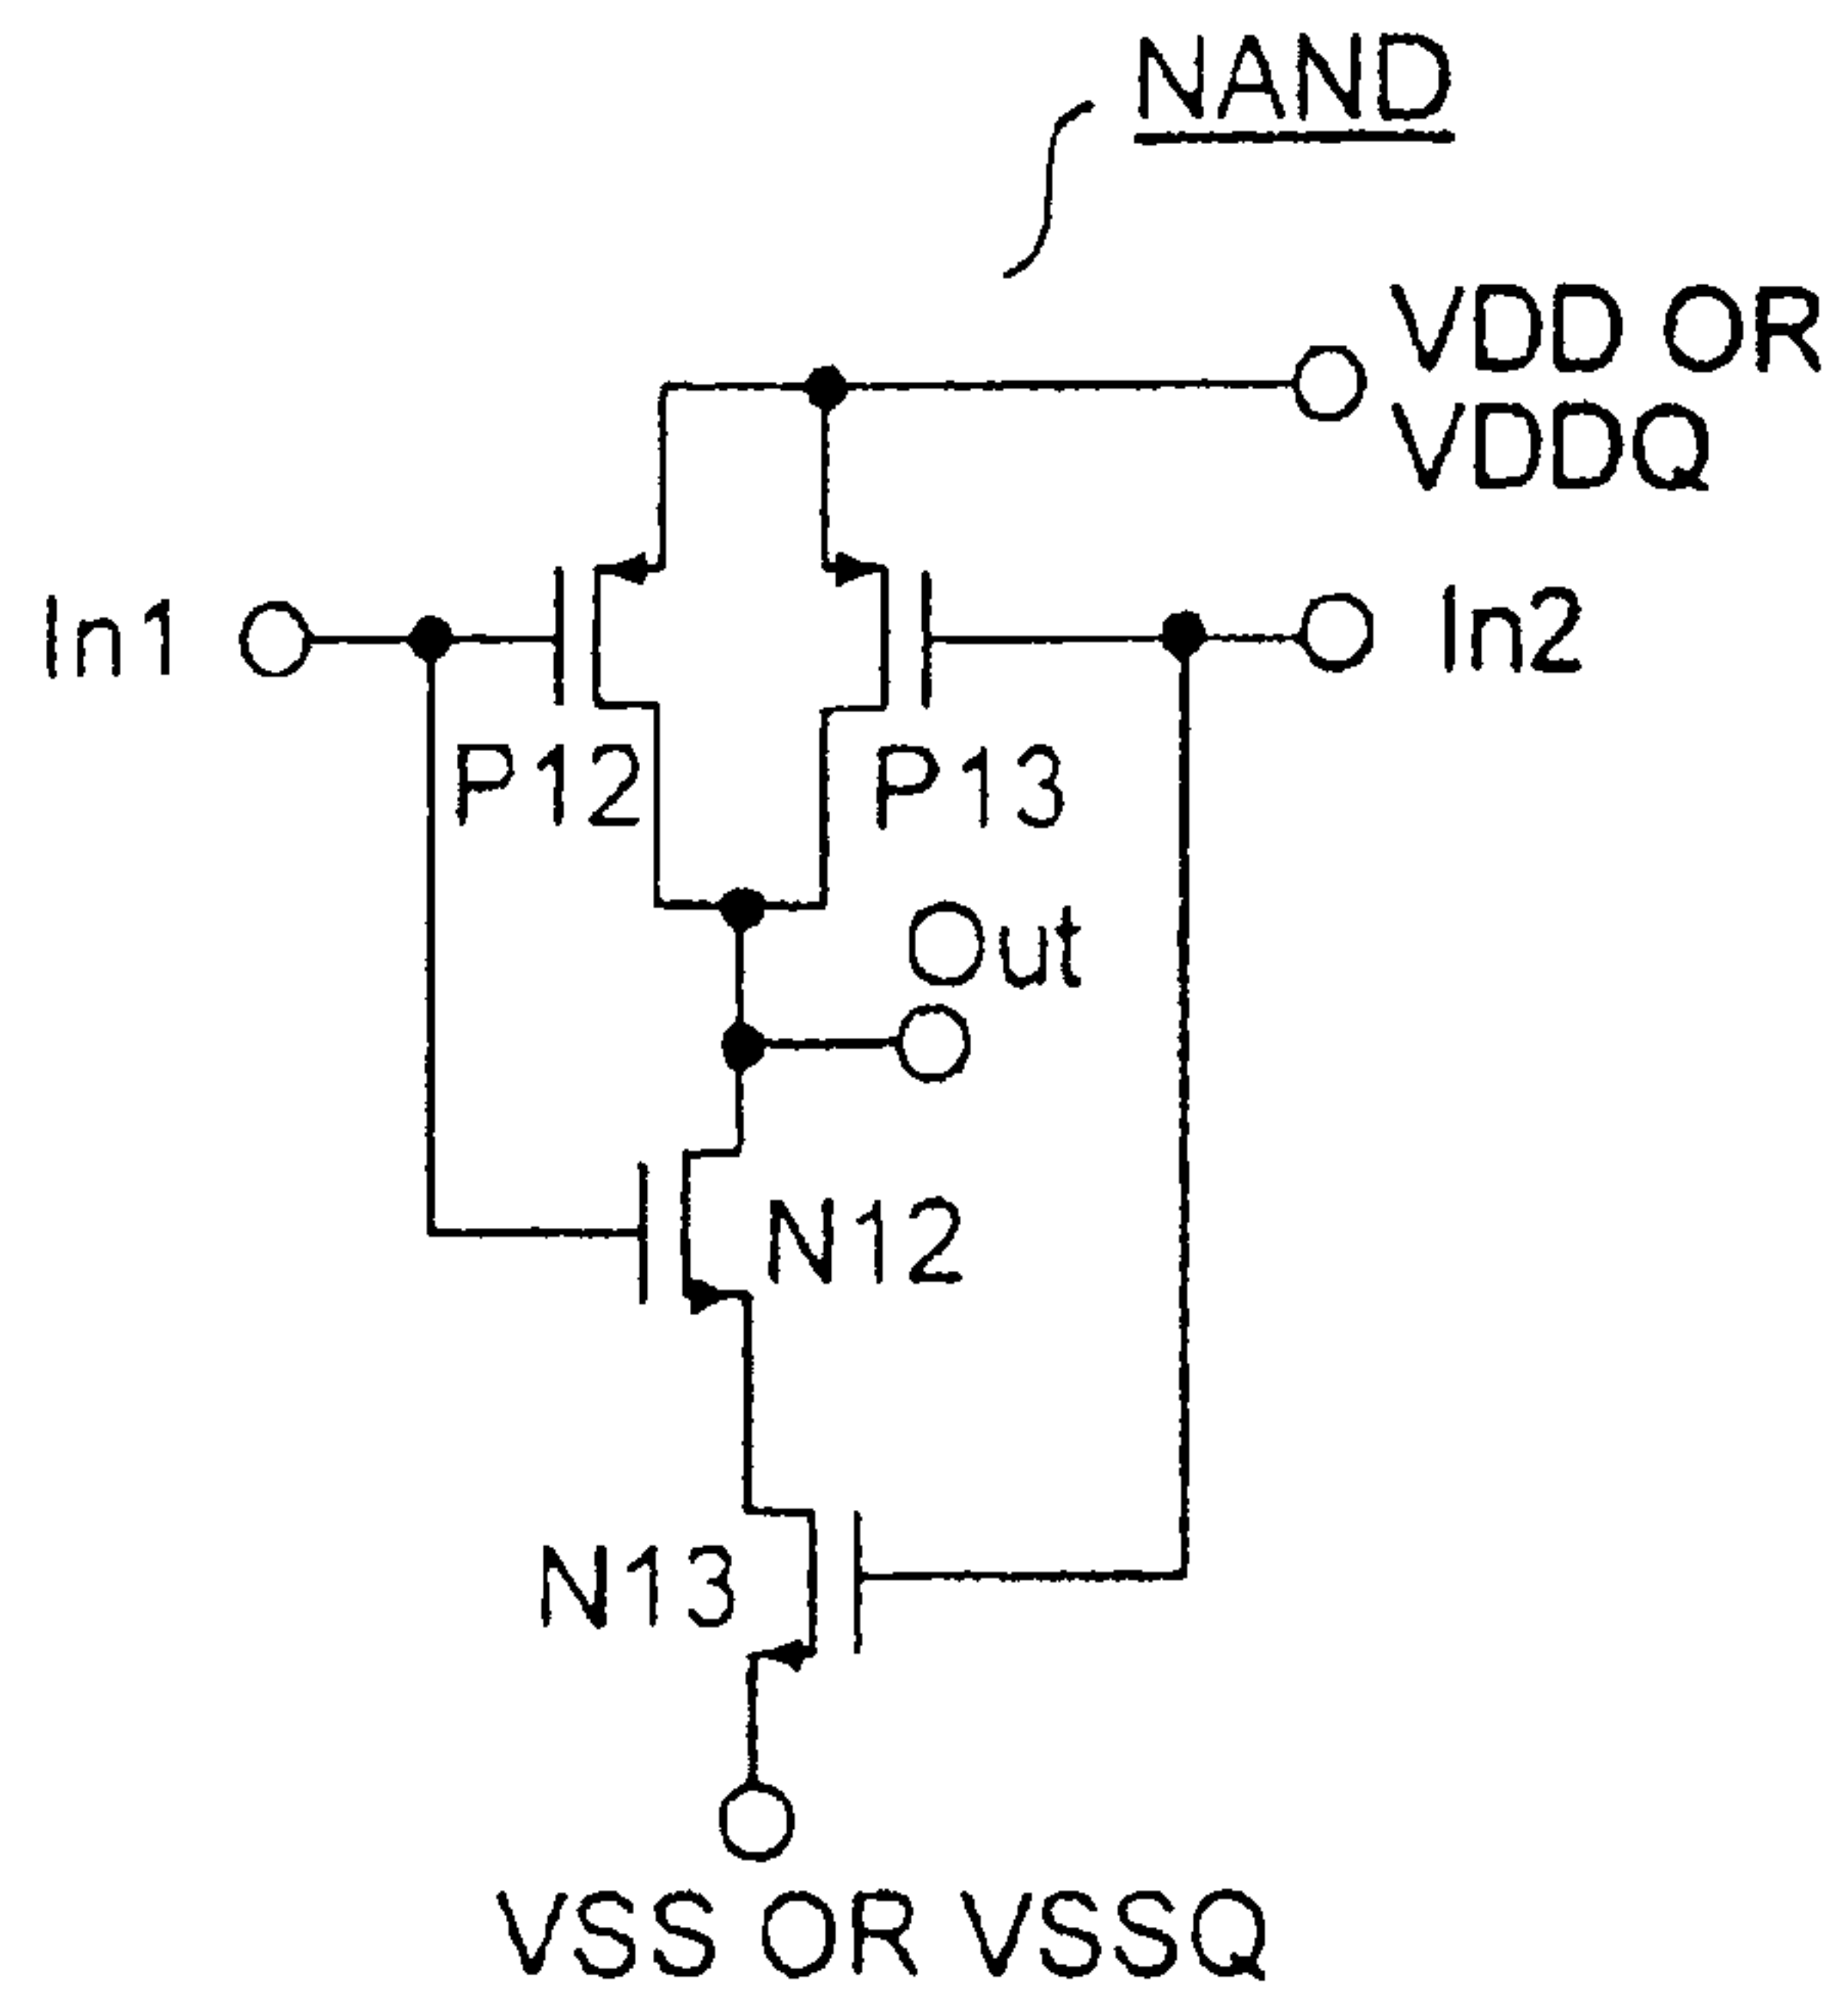 NAND
VDD OR
VDDQ
In1
In2
P12
P13
Out
N12
N13
VSS OR VSSQ